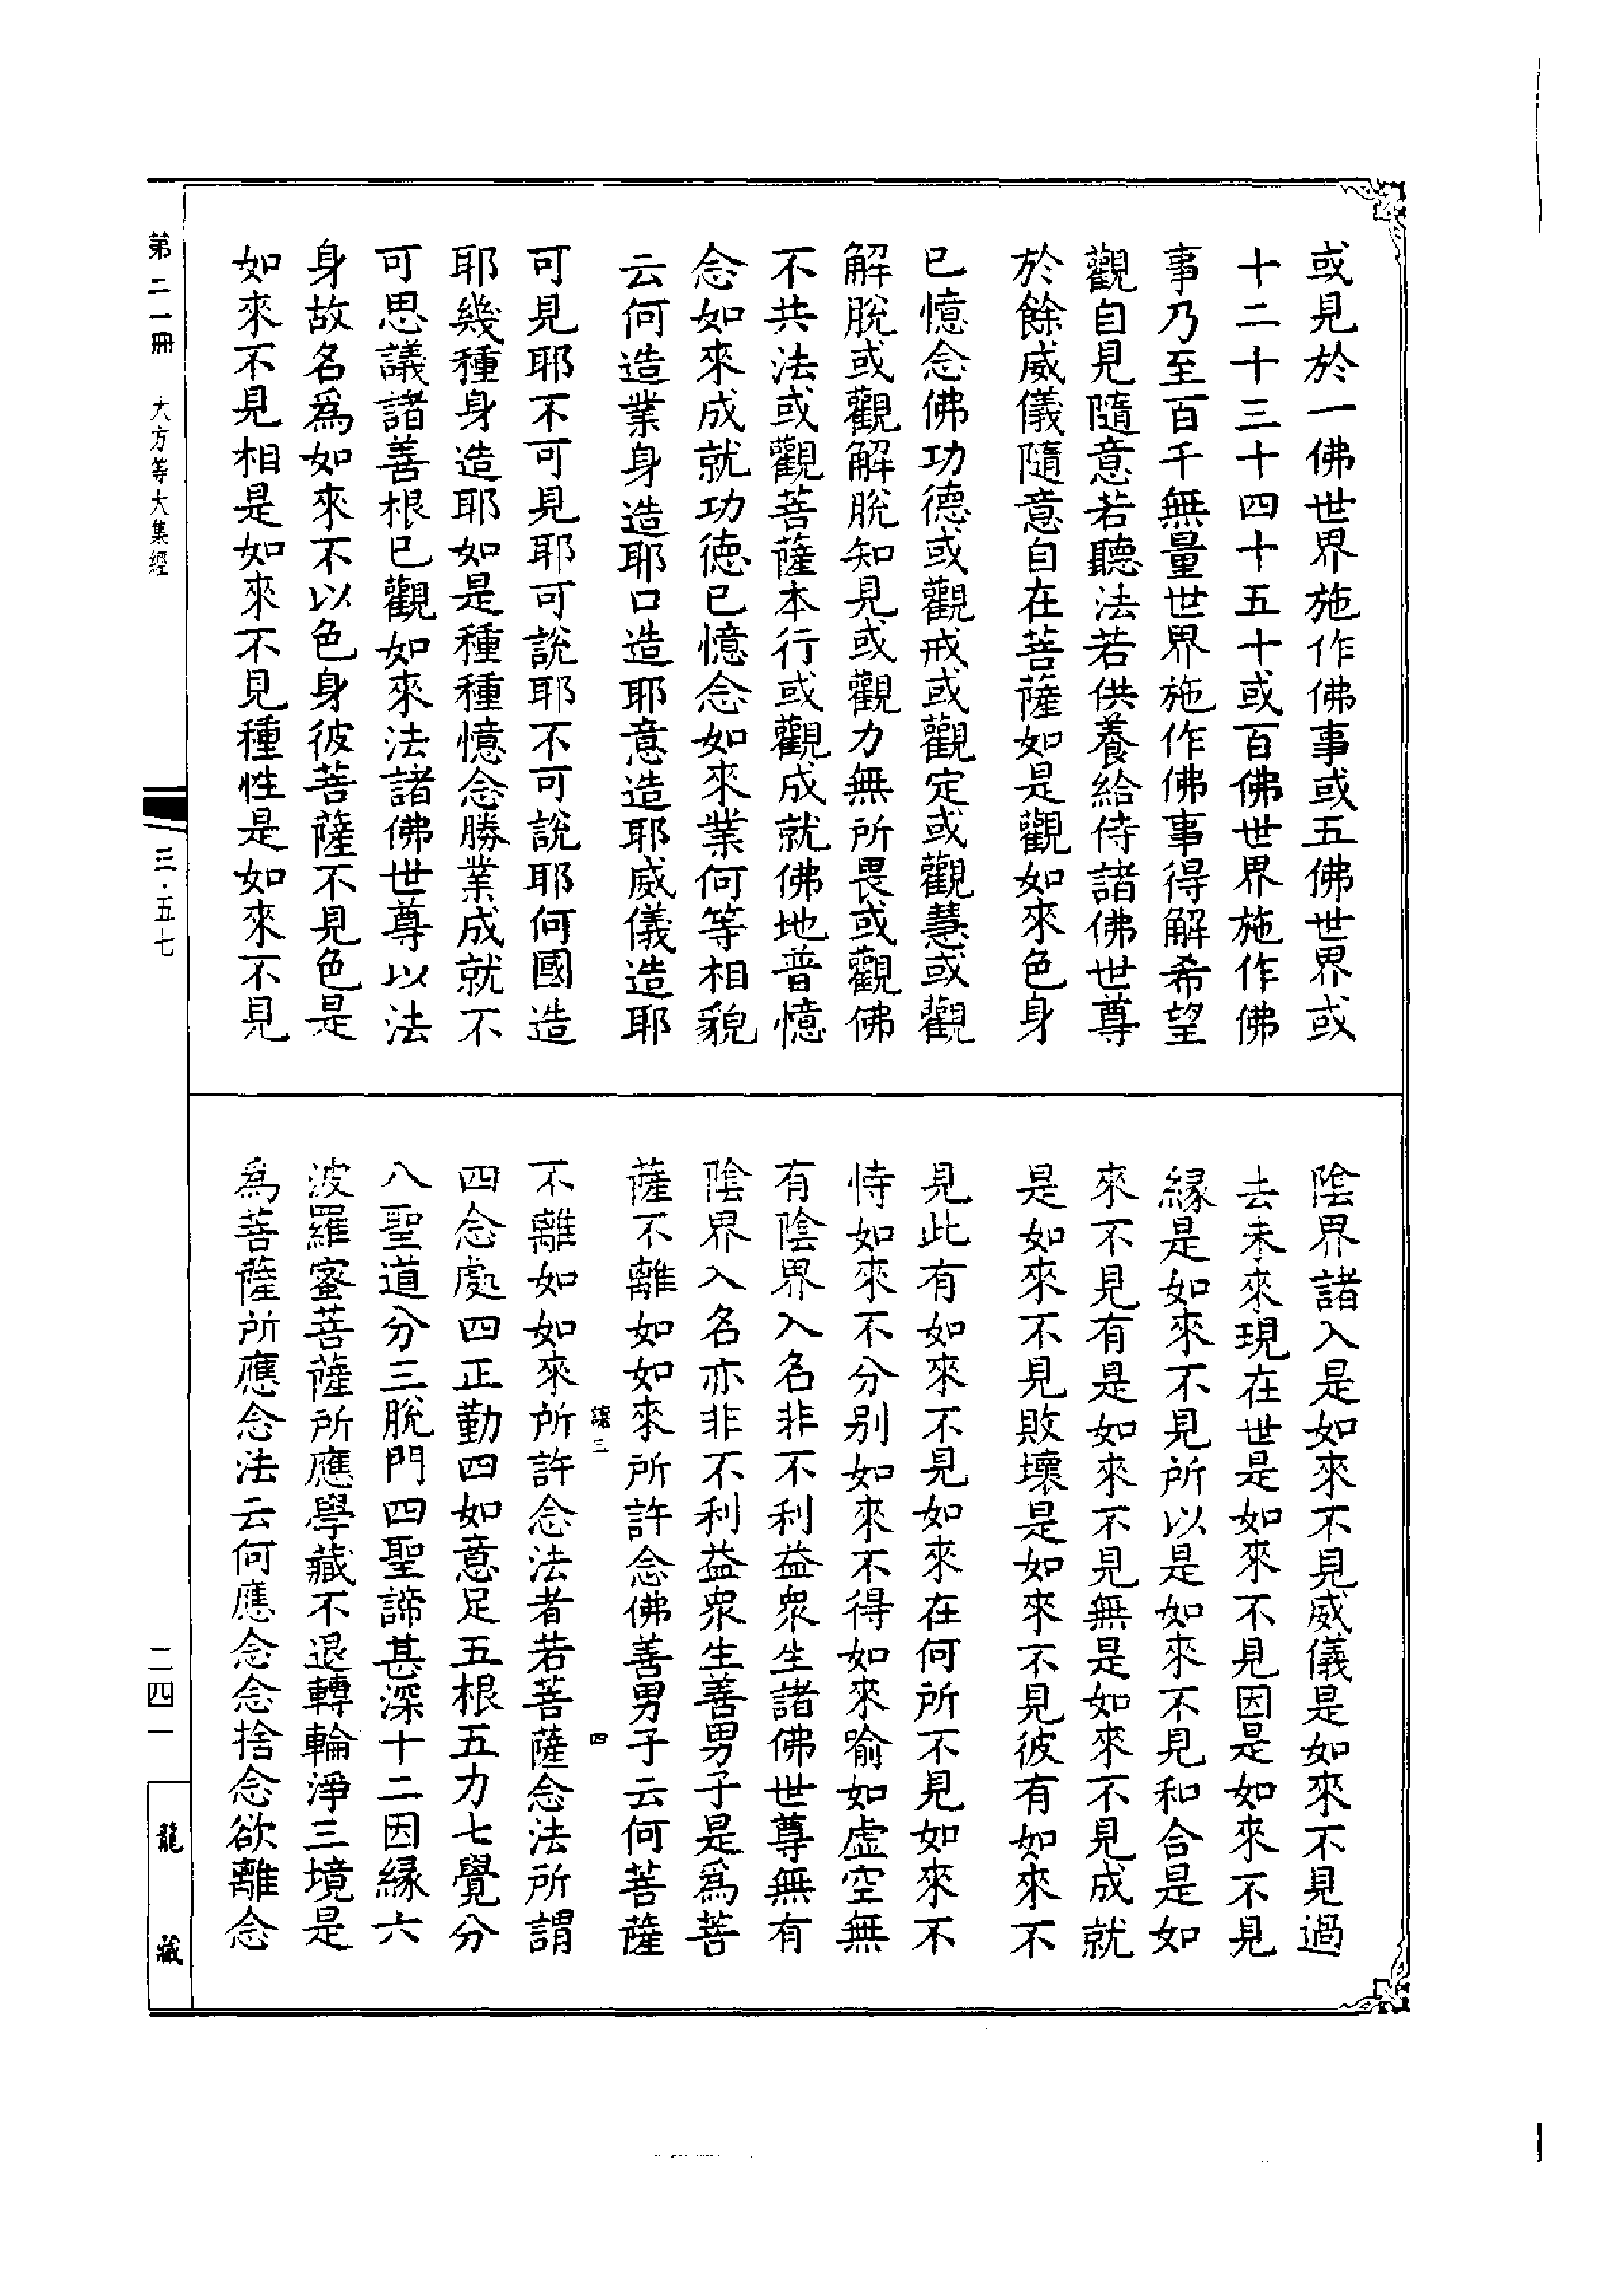 或見於一佛世界施作佛事或五佛世界或
十二十三十四十五十或百佛世界施作佛
事乃至百千無量世界施作佛事得解希望
觀自見隨意若聽法若供養給侍諸佛世尊
於餘威儀隨意自在菩薩如是觀如來色身
已憶念佛功德或觀戒或觀定或觀慧或觀
解脫或觀解脫知見或觀力無所畏或觀佛
不共法或觀菩薩本行或觀成就佛地普憶
念如來成就功德已憶念如來業何等相貌
云何造業身造耶口造耶意造耶威儀造耶
可見耶不可見耶可說耶不可說耶何國造
耶幾種身造耶如是種種憶念勝業成就不
可思議諸善根已觀如來法諸佛世尊以法
身故名爲如來不以色身彼菩薩不見色是
如來不見相是如來不見種性是如來不見
陰界諸入是如來不見威儀是如來不見過
去未來現在世是如來不見因是如來不見
緣是如來不見所以是如來不見和合是如
來不見有是如來不見無是如來不見成就
是如來不見敗壞是如來不見彼有如來不
見此有如來不見如來在何所不見如來不
恃如來不分別如來不得如來喻如虛空無
有陰界入名非不利益衆生諸佛世尊無有
陰界入名亦非不利益衆生善男子是爲菩
薩不離如如來所許念佛善男子云何菩薩
三 四
不離如如來所許念法者若菩薩念法所謂
四念處四正勤四如意足五根五力七覺分
八聖道分三脫門四聖諦甚深十二因緣六
波羅蜜菩薩所應學藏不退轉輪淨三境是
爲菩薩所應念法云何應念念捨念欲離念
第二一冊 大方等大集經
三·五七
二四一
龍藏